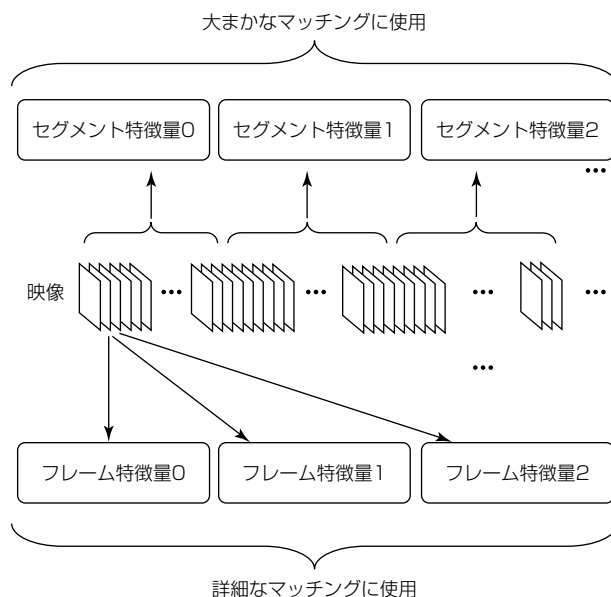 大まかなマッチングに使用
セグメント特徴量0
セグメント特徴量1
セグメント特徴量2
…
映像
…
…
…
…
…
フレーム特徴量0
フレーム特徴量1
フレーム特徴量2
詳細なマッチングに使用